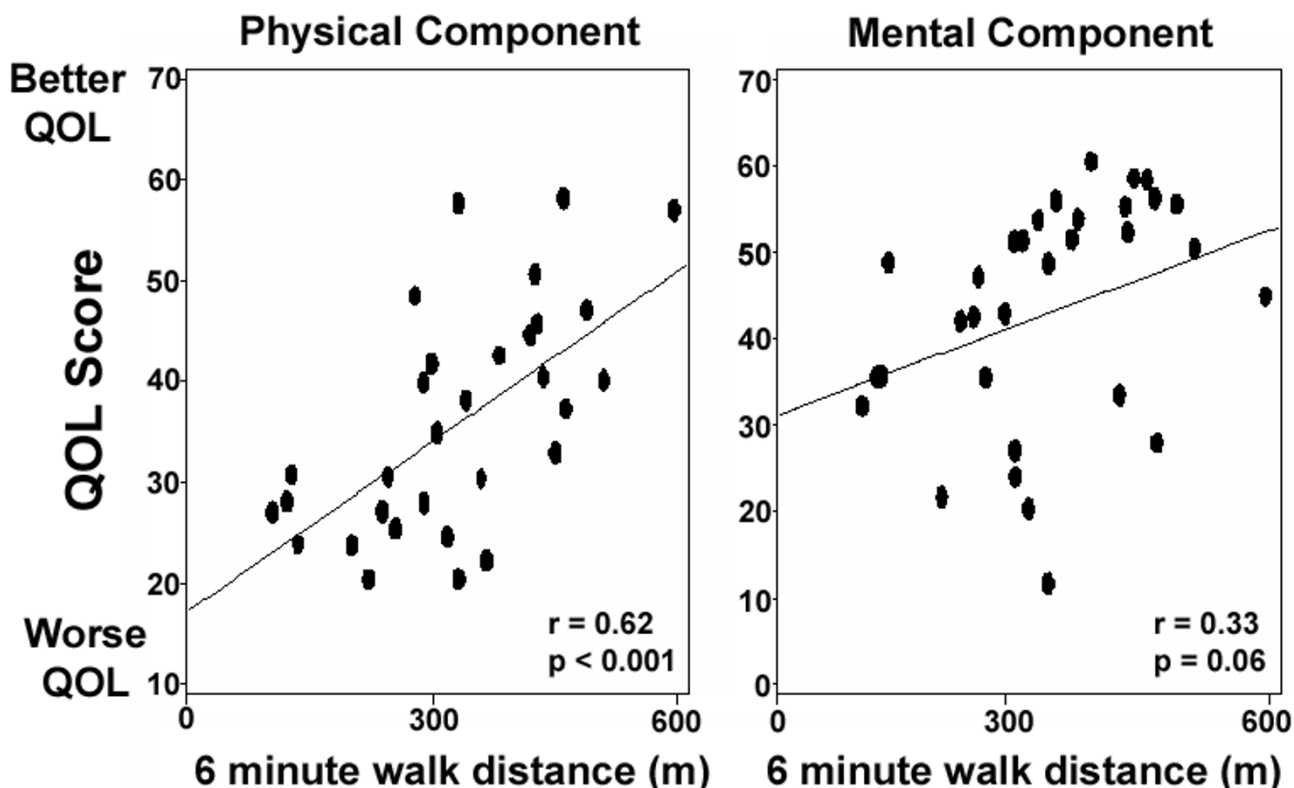 Physical Component
Mental Component
Better
QOL
QOL Score
Worse
QOL
70
60
50
40
30
20
10
0
300
600
6 minute walk distance (m)
r = 0.62
p < 0.001
70
60
50
40
30
20
10
0
0
300
600
6 minute walk distance (m)
r = 0.33
p = 0.06